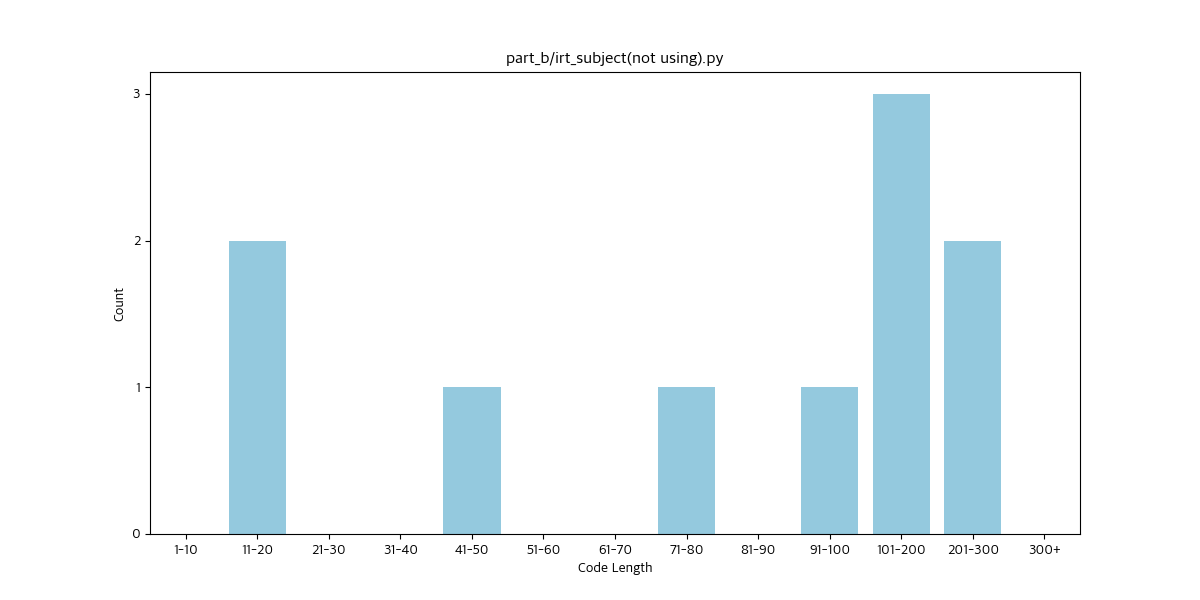 part_b/irt_subject(not using).py
3
2
1
0
Count
1-10 11-20 21-30 31-40 41-50 51-60 61-70 71-80 81-90 91-100 101-200 201-300 300+
Code Length